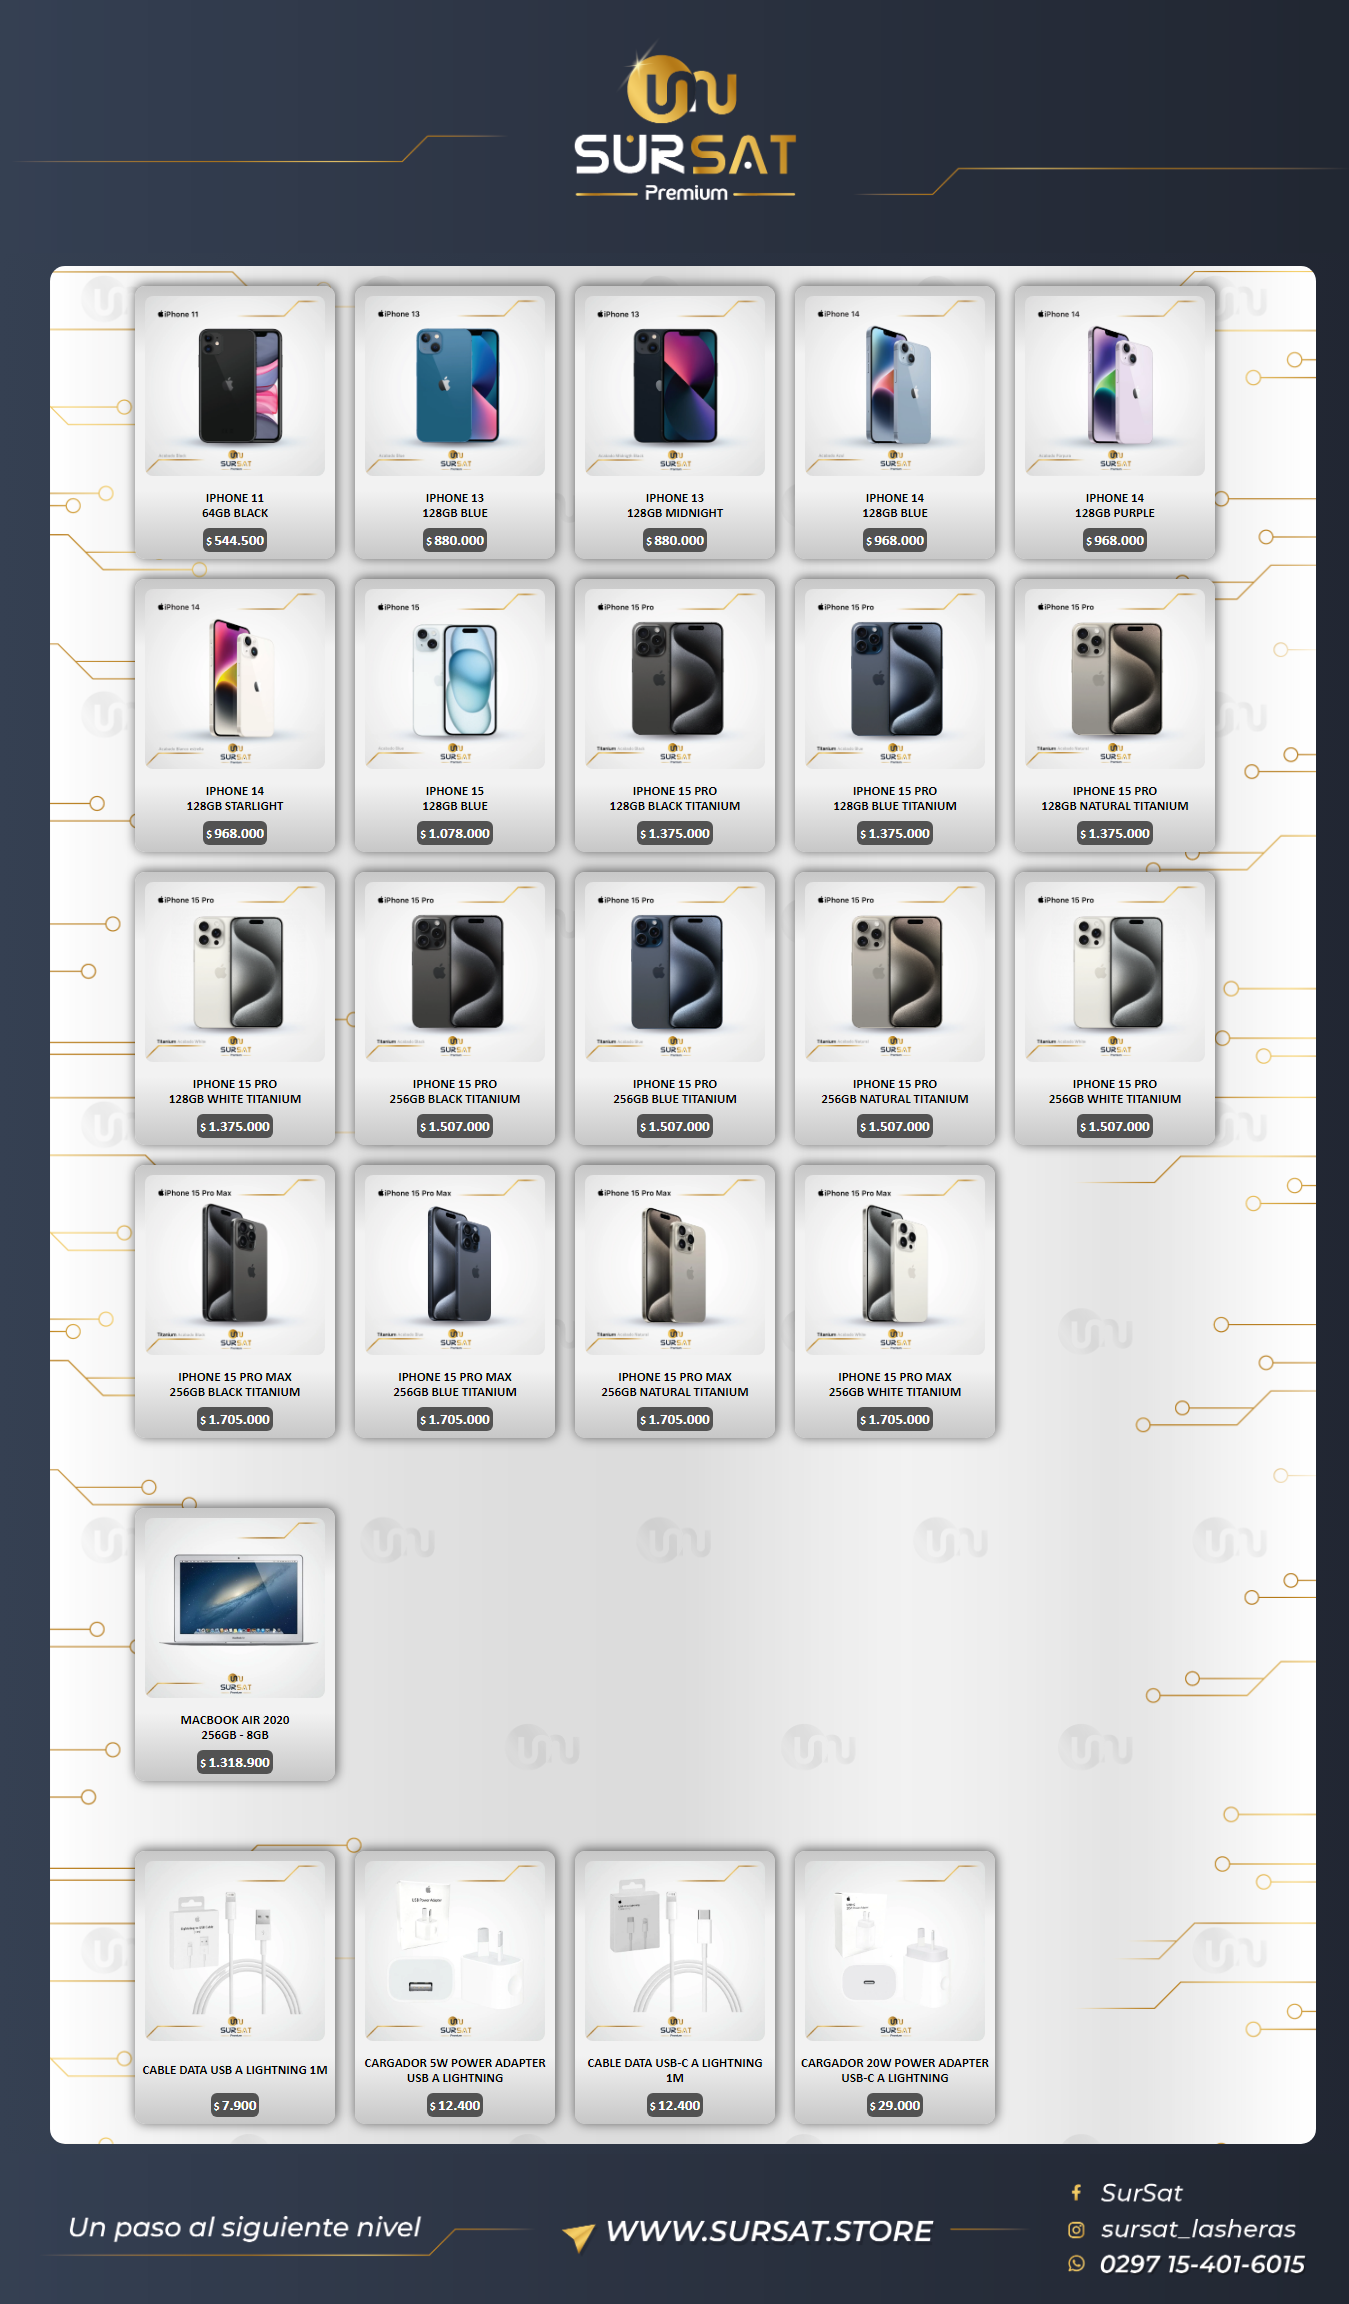 SURSAT
Premium
iPhone 11
iPhone 13
iPhone 13
iPhone 14
iPhone 14
IPHONE 11
64GB BLACK
$ 544.500
IPHONE 13
128GB BLUE
$ 880.000
IPHONE 13
128GB MIDNIGHT
$ 880.000
IPHONE 14
128GB BLUE
$ 968.000
IPHONE 14
128GB PURPLE
$ 968.000
iPhone 14
iPhone 15
iPhone 15 Pro
iPhone 15 Pro
iPhone 15 Pro
IPHONE 14
128GB STARLIGHT
$ 968.000
IPHONE 15
128GB BLUE
$ 1.078.000
IPHONE 15 PRO
128GB BLACK TITANIUM
$ 1.375.000
IPHONE 15 PRO
128GB BLUE TITANIUM
$ 1.375.000
IPHONE 15 PRO
128GB NATURAL TITANIUM
$ 1.375.000
iPhone 15 Pro
iPhone 15 Pro
iPhone 15 Pro
iPhone 15 Pro
iPhone 15 Pro
IPHONE 15 PRO
128GB WHITE TITANIUM
$ 1.375.000
IPHONE 15 PRO
256GB BLACK TITANIUM
$ 1.507.000
IPHONE 15 PRO
256GB BLUE TITANIUM
$ 1.507.000
IPHONE 15 PRO
256GB NATURAL TITANIUM
$ 1.507.000
IPHONE 15 PRO
256GB WHITE TITANIUM
$ 1.507.000
iPhone 15 Pro Max
iPhone 15 Pro Max
iPhone 15 Pro Max
iPhone 15 Pro Max
IPHONE 15 PRO MAX
256GB BLACK TITANIUM
$ 1.705.000
IPHONE 15 PRO MAX
256GB BLUE TITANIUM
$ 1.705.000
IPHONE 15 PRO MAX
256GB NATURAL TITANIUM
$ 1.705.000
IPHONE 15 PRO MAX
256GB WHITE TITANIUM
$ 1.705.000
MACBOOK AIR 2020
256GB - 8GB
$ 1.318.900
CABLE DATA USB A LIGHTNING 1M
$ 7.900
CARGADOR 5W POWER ADAPTER
USB A LIGHTNING
$ 12.400
CABLE DATA USB-C A LIGHTNING
1M
$ 12.400
CARGADOR 20W POWER ADAPTER
USB-C A LIGHTNING
$ 29.000
Un paso al siguiente nivel
WWW.SURSAT.STORE
SurSat
sursat_lasheras
0297 15-401-6015